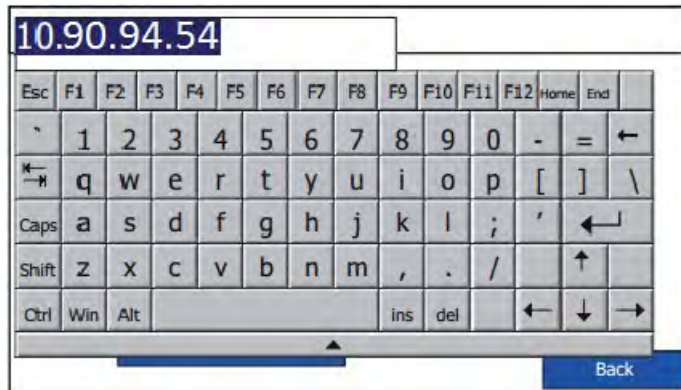 10.90.94.54
Esc F1 F2 F3 F4 F5 F6 F7 F8 F9 F10 F11 F12 Home End
` 1 2 3 4 5 6 7 8 9 0 - = ←
q w e r t y u i o p [ ] \
Caps a s d f g h j k l ; '
Shift z x c v b n m , . / ↑
Ctrl Win Alt ins del ← ↓ →
Back